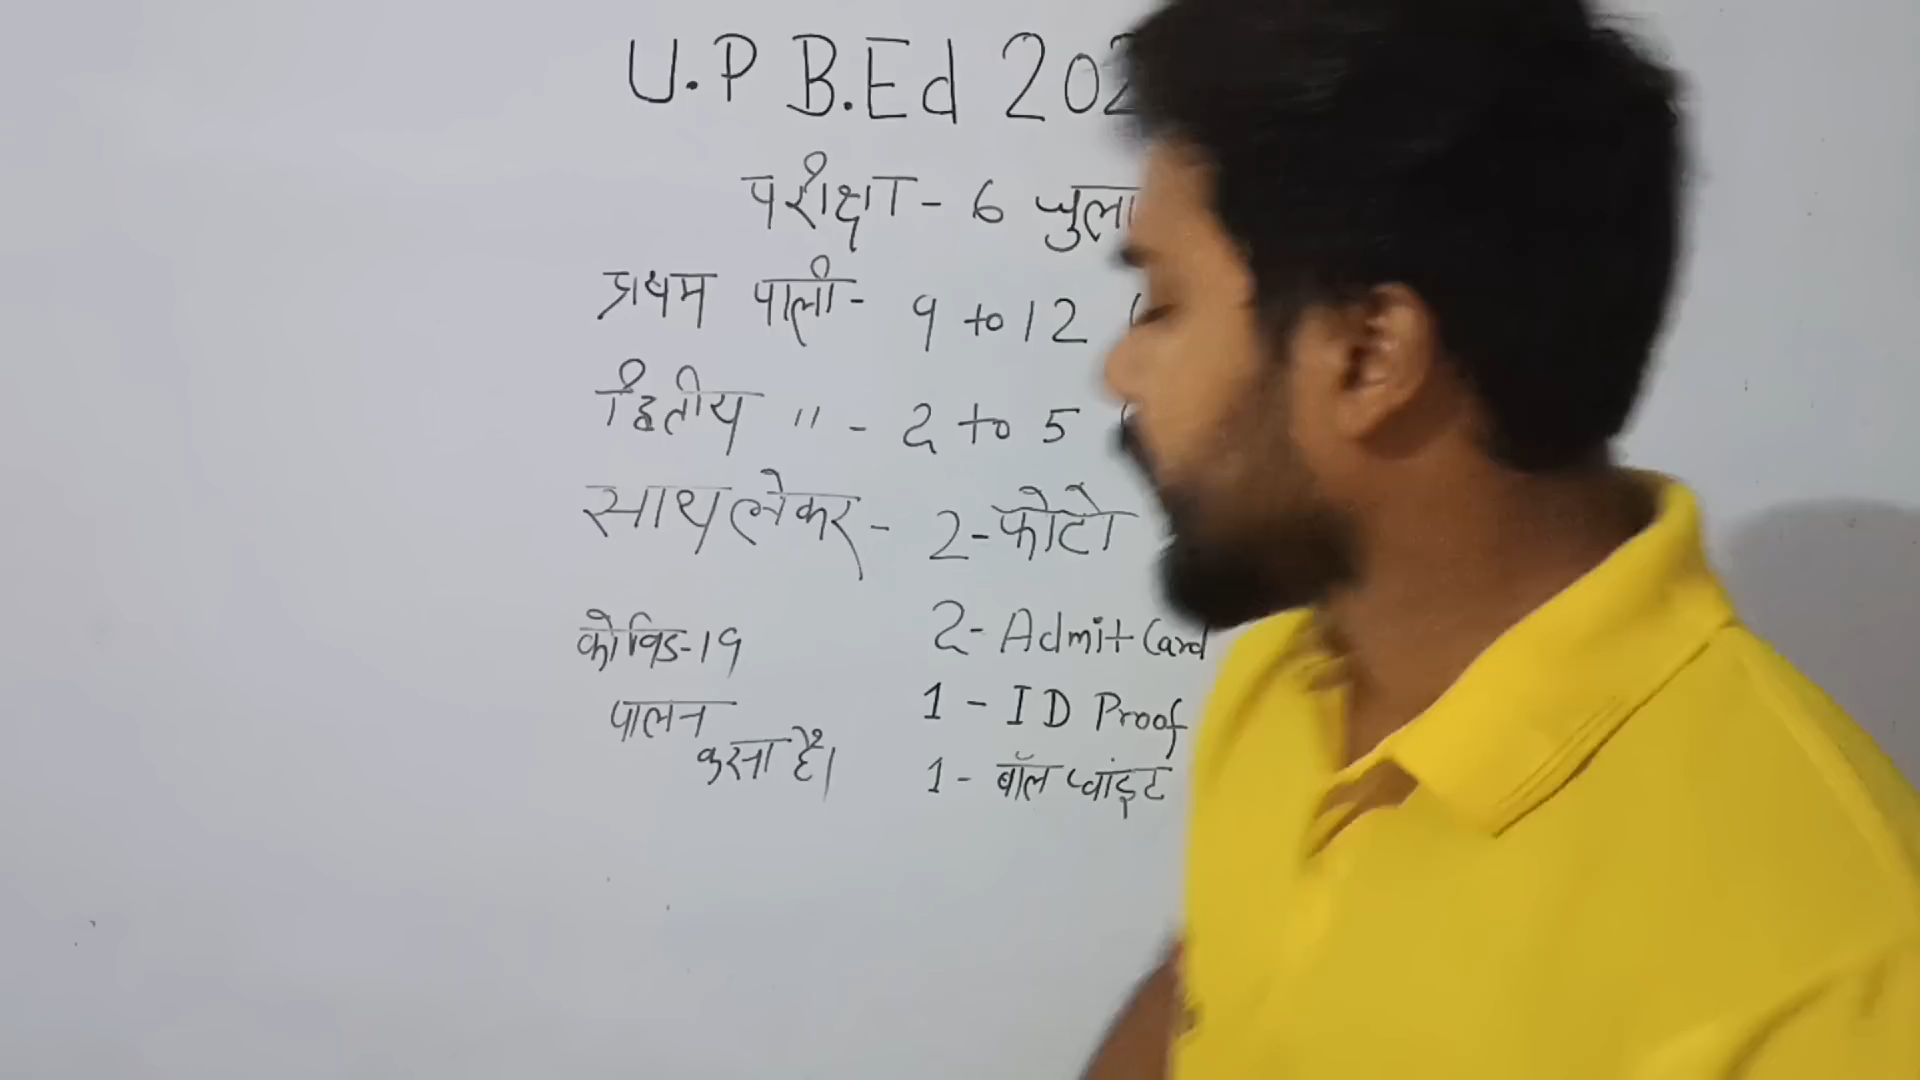 U.P B.Ed 202
परीक्षा - 6 जुला
प्रथम पाली - 9 to 12
द्वितीय " - 2 to 5
साथ लेकर - 2 - फोटो
2 - Admit Card
कोविड-19
1 - ID Proof
पालन
करना है।
1 - बॉल प्वांइट